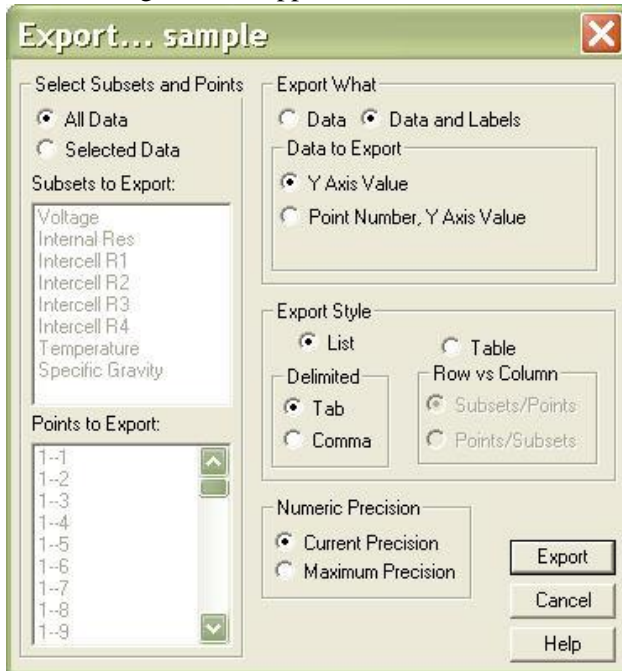 Export... sample
Select Subsets and Points
All Data
Selected Data
Subsets to Export:
Voltage
Internal Res
Intercell R1
Intercell R2
Intercell R3
Intercell R4
Temperature
Specific Gravity
Points to Export:
1--1
1--2
1--3
1--4
1--5
1--6
1--7
1--8
1--9
Export What
Data Data and Labels
Data to Export
Y Axis Value
Point Number, Y Axis Value
Export Style
List Table
Delimited
Tab
Comma
Row vs Column
Subsets/Points
Points/Subsets
Numeric Precision
Current Precision
Maximum Precision
Export
Cancel
Help